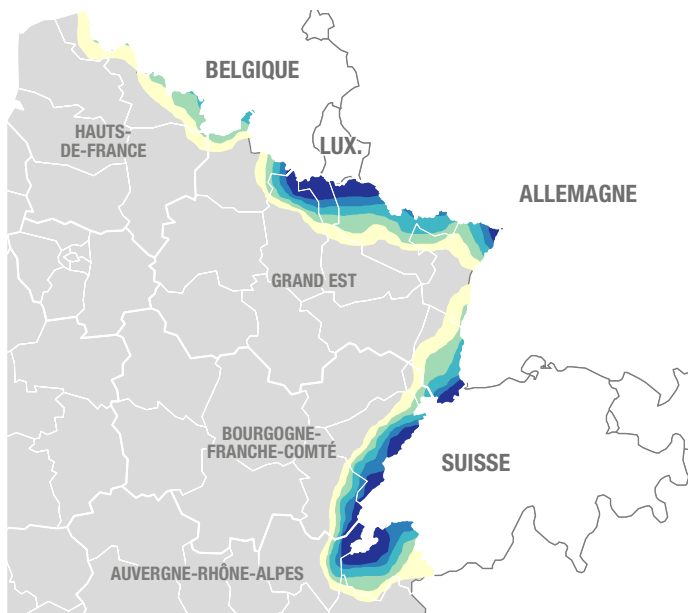 BELGIQUE
HAUTS-
DE-FRANCE
LUX.
ALLEMAGNE
GRAND EST
BOURGOGNE-
FRANCHE-COMTÉ
SUISSE
AUVERGNE-RHÔNE-ALPES